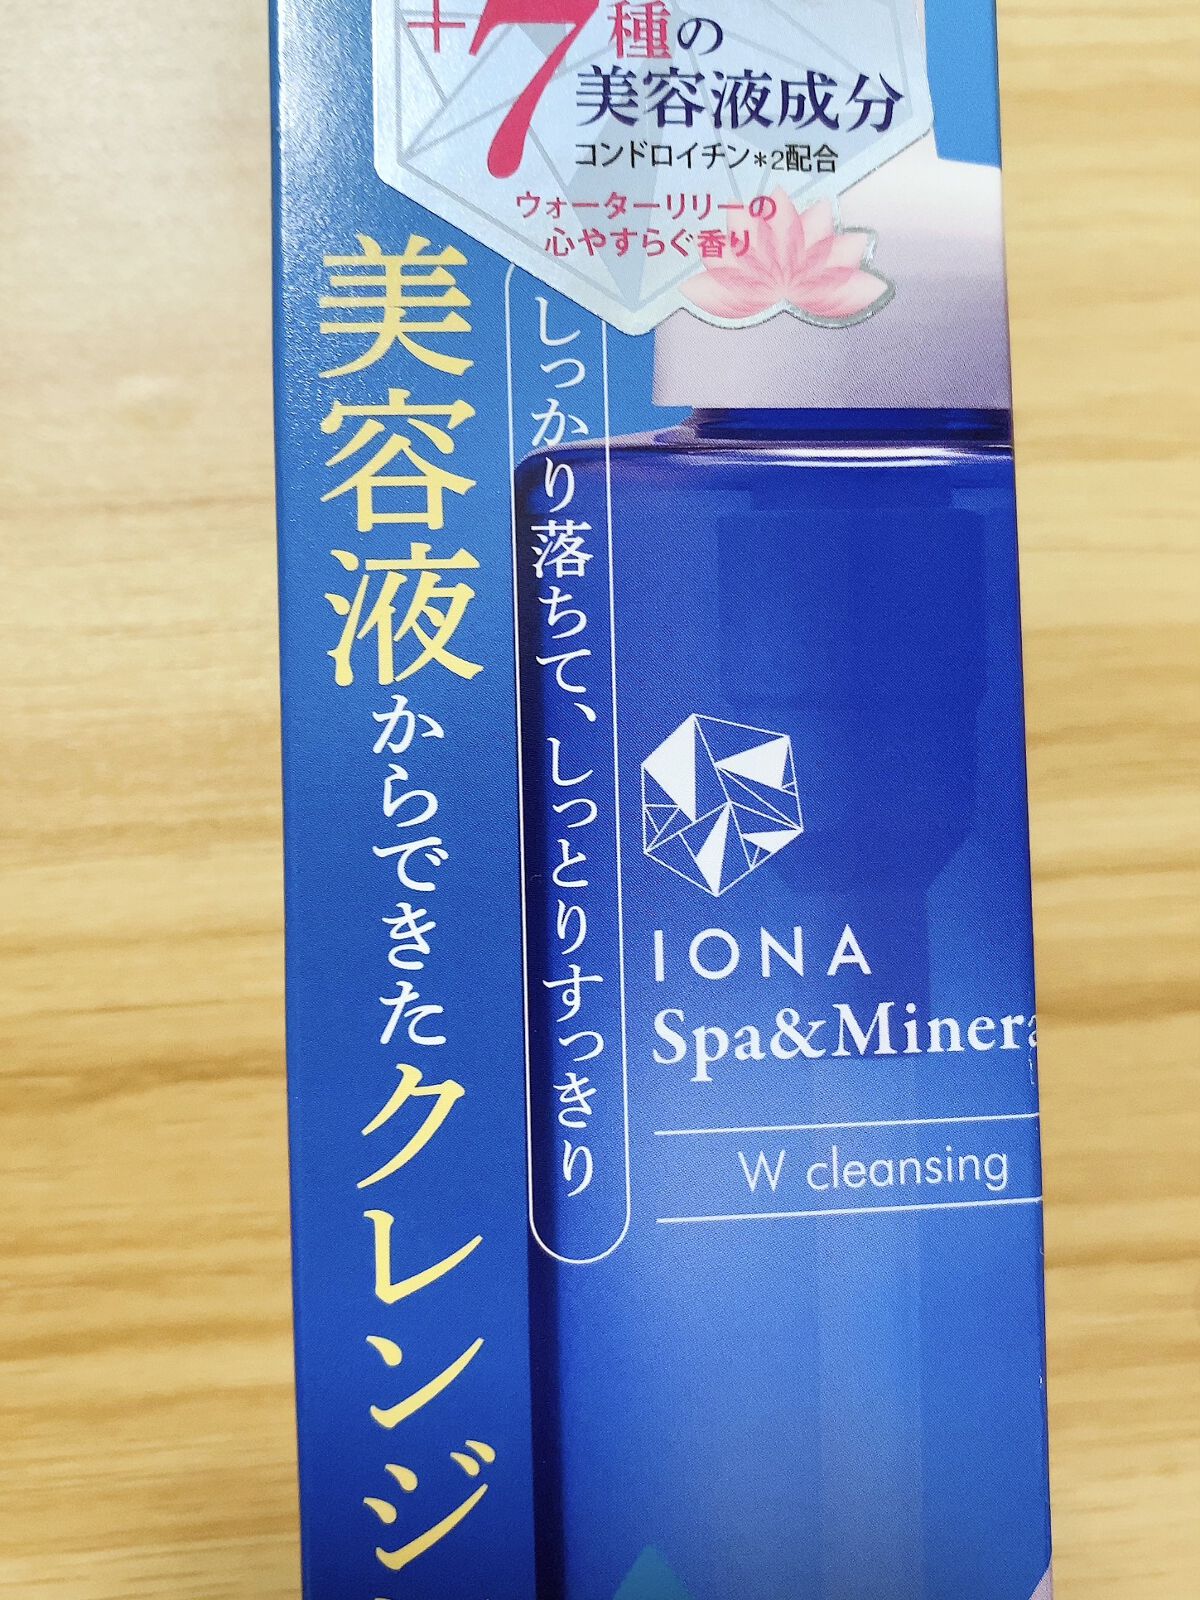 +7種の
美容液成分
コンドロイチン*2配合
ウォーターリリーの
心やすらぐ香り
美容液からできたクレンジ
しっかり落ちて、しっとりすっきり
IONA
Spa&Minera
W cleansing